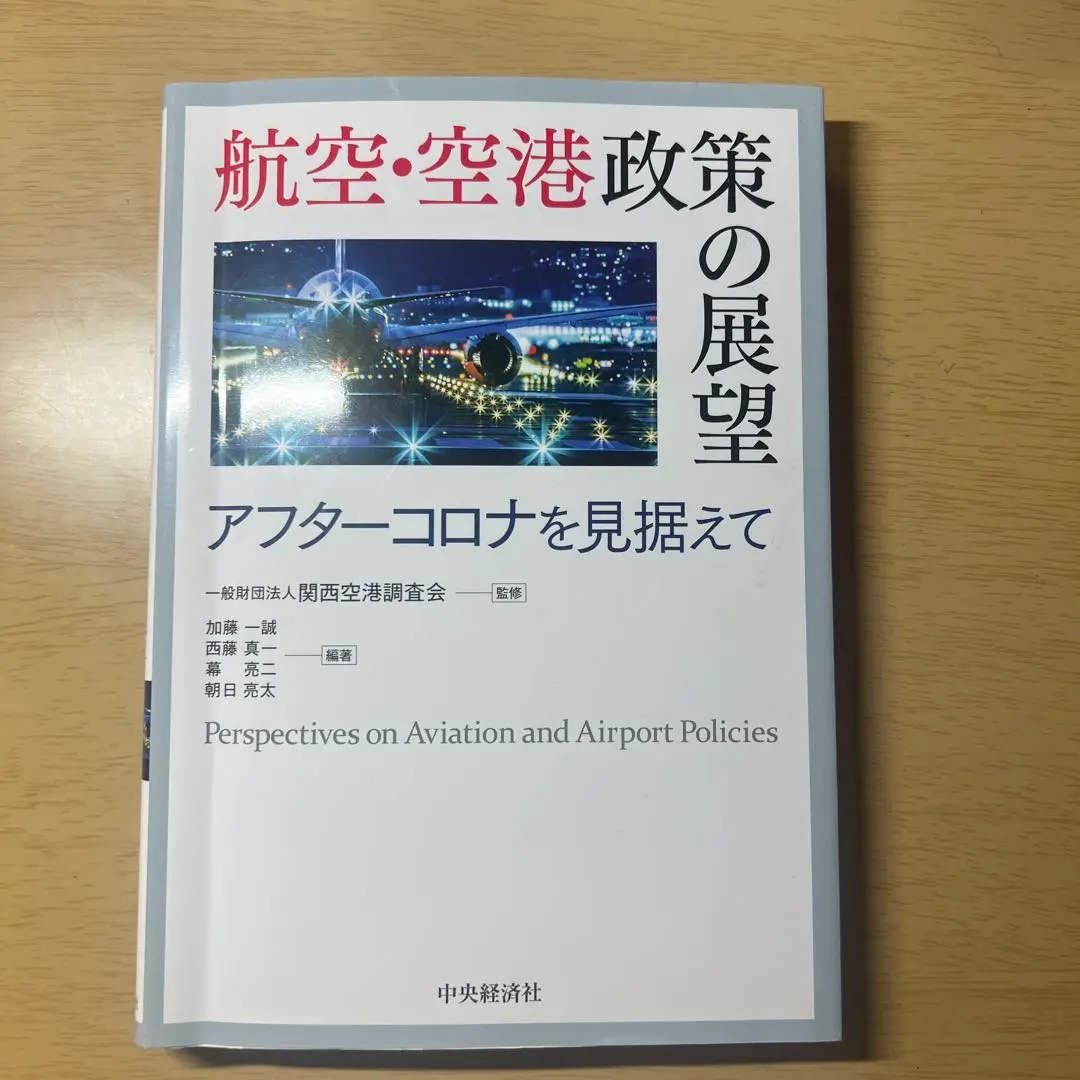 航空・空港政策の展望
アフターコロナを見据えて
一般財団法人 関西空港調査会 監修
加藤 一誠
西藤 真一
幕 亮二
朝日 亮太
編著
Perspectives on Aviation and Airport Policies
中央経済社